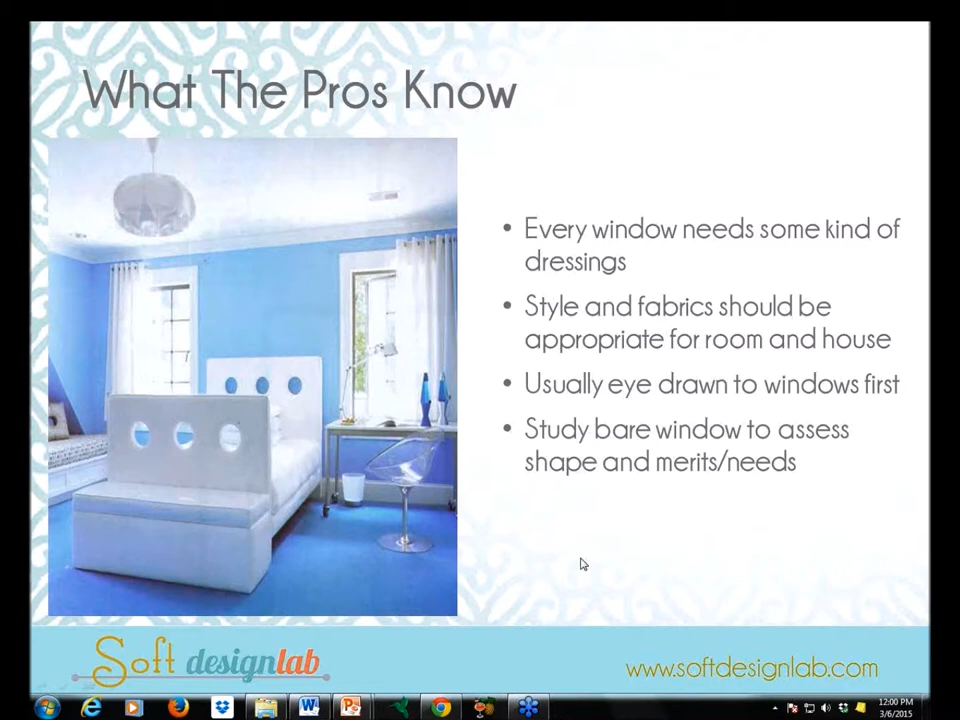 What The Pros Know
• Every window needs some kind of
dressings
• Style and fabrics should be
appropriate for room and house
• Usually eye drawn to windows first
• Study bare window to assess
shape and merits/needs
Soft designlab
www.softdesignlab.com
12:00 PM
3/6/2015